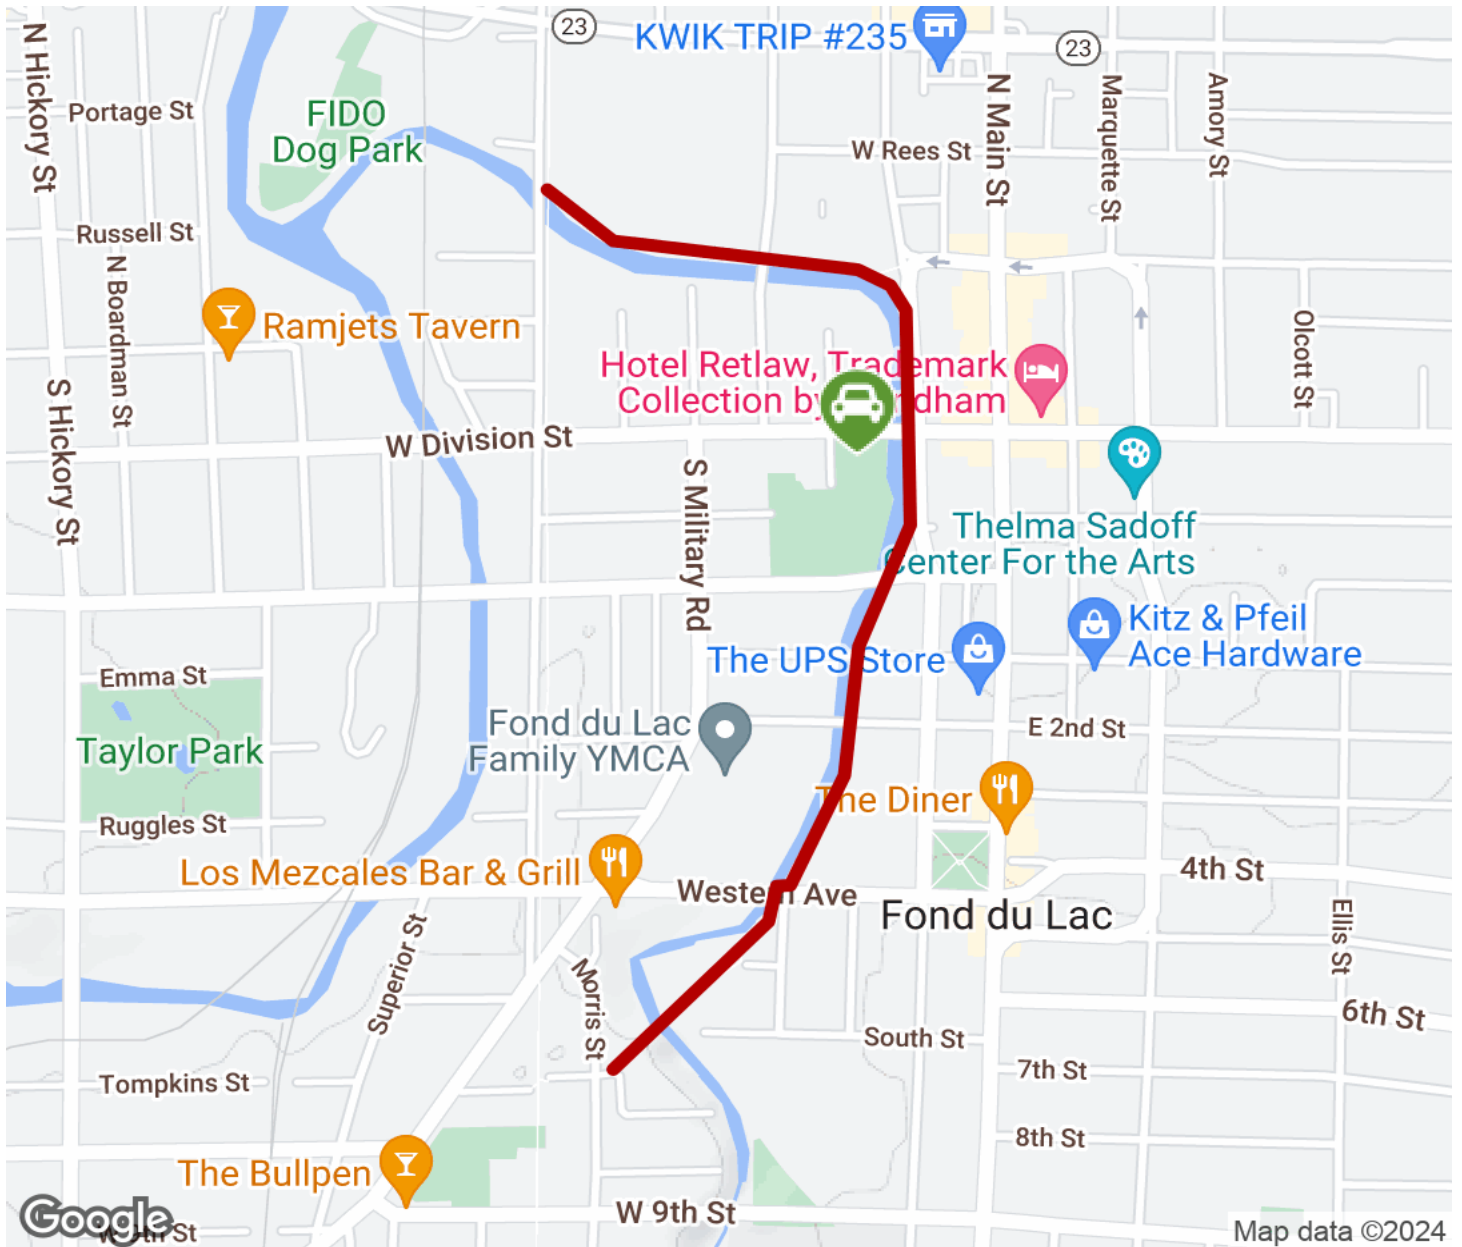 23
KWIK TRIP #235
23
N Hickory St
Portage St
FIDO
Dog Park
N Main St
Marquette St
Amory St
W Rees St
Russell St
N Boardman St
Ramjets Tavern
Olcott St
Hotel Retlaw, Trademark
Collection by Wyndham
S Hickory St
W Division St
S Military Rd
Thelma Sadoff
Center For the Arts
Kitz & Pfeil
Ace Hardware
The UPS Store
Emma St
Taylor Park
Fond du Lac
Family YMCA
E 2nd St
The Diner
Ruggles St
Los Mezcales Bar & Grill
Western Ave
4th St
Fond du Lac
Ellis St
Superior St
Morris St
6th St
South St
7th St
Tompkins St
8th St
The Bullpen
W 9th St
Google
W 9th St
Map data ©2024